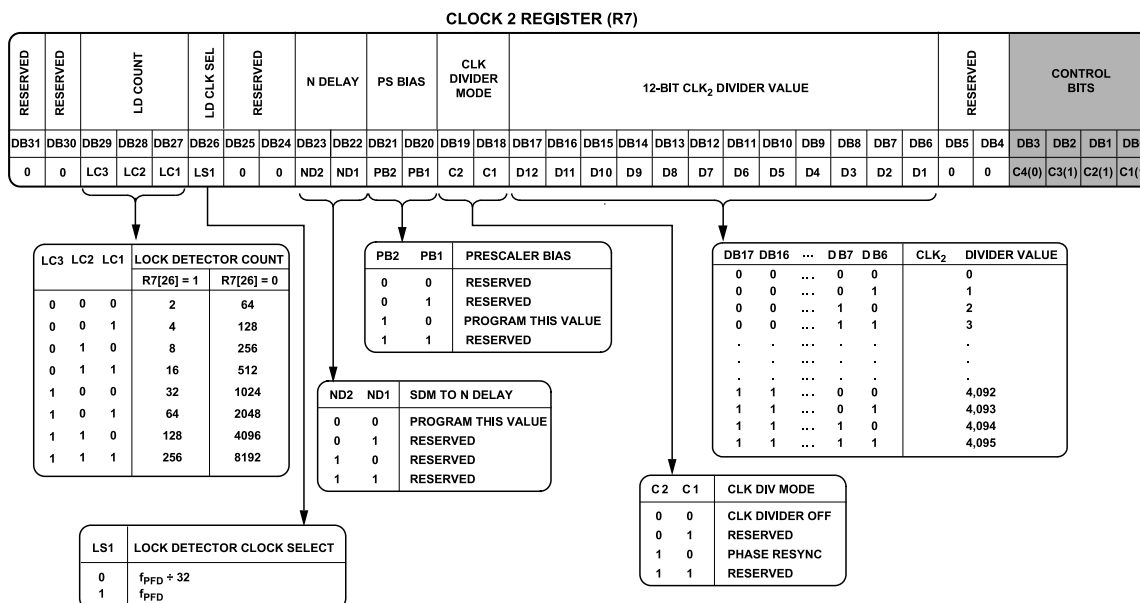 CLOCK 2 REGISTER (R7)
RESERVED RESERVED LD COUNT LD CLK SEL RESERVED N DELAY PS BIAS CLK DIVIDER MODE 12-BIT CLK₂ DIVIDER VALUE RESERVED CONTROL BITS
DB31 DB30 DB29 DB28 DB27 DB26 DB25 DB24 DB23 DB22 DB21 DB20 DB19 DB18 DB17 DB16 DB15 DB14 DB13 DB12 DB11 DB10 DB9 DB8 DB7 DB6 DB5 DB4 DB3 DB2 DB1
0 0 LC3 LC2 LC1 LS1 0 0 ND2 ND1 PB2 PB1 C2 C1 D12 D11 D10 D9 D8 D7 D6 D5 D4 D3 D2 D1 0 0 C4(0) C3(1) C2(1)
LC3 LC2 LC1 LOCK DETECTOR COUNT
R7[26] = 1 R7[26] = 0
0 0 0 2 64
0 0 1 4 128
0 1 0 8 256
0 1 1 16 512
1 0 0 32 1024
1 0 1 64 2048
1 1 0 128 4096
1 1 1 256 8192
PB2 PB1 PRESCALER BIAS
0 0 RESERVED
0 1 RESERVED
1 0 PROGRAM THIS VALUE
1 1 RESERVED
DB17 DB16 ... DB7 DB6 CLK₂ DIVIDER VALUE
0 0 ... 0 0 0
0 0 ... 0 1 1
0 0 ... 1 0 2
0 0 ... 1 1 3
. . . . . .
. . . . . .
. . . . . .
1 1 ... 0 0 4,092
1 1 ... 0 1 4,093
1 1 ... 1 0 4,094
1 1 ... 1 1 4,095
ND2 ND1 SDM TO N DELAY
0 0 PROGRAM THIS VALUE
0 1 RESERVED
1 0 RESERVED
1 1 RESERVED
C2 C1 CLK DIV MODE
0 0 CLK DIVIDER OFF
0 1 RESERVED
1 0 PHASE RESYNC
1 1 RESERVED
LS1 LOCK DETECTOR CLOCK SELECT
0 fPFD ÷ 32
1 fPFD